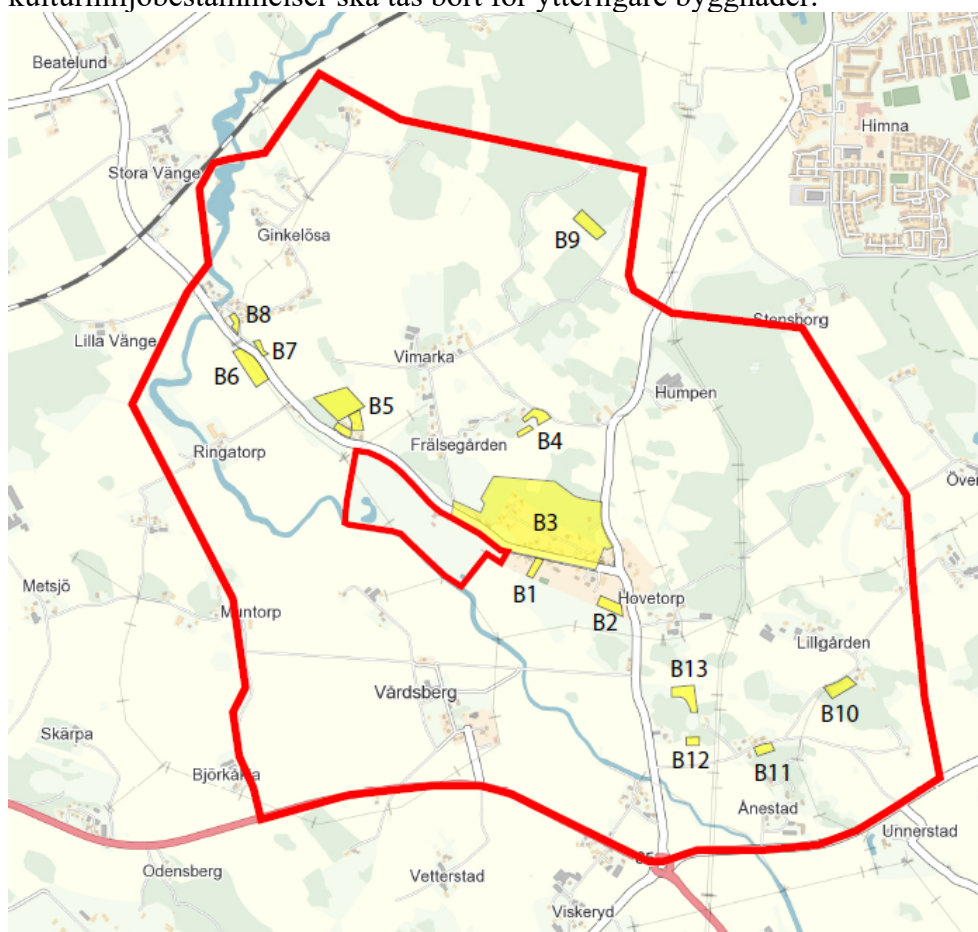 kulturmiljöbestämmelser ska tas bort för ytterligare byggnader.
Beatelund
Himna
Stora Vänge
Ginkelösa
B9
B8
Stensborg
Lilla Vänge
B7
Vimarka
B6
Humpen
B5
B4
Frälsegården
Ringatorp
Över
B3
Metsjö
B1
Hovetorp
B2
Muntorp
Lillgården
B13
Vårdsberg
B10
Skärpa
B12
B11
Björkälla
Ånestad
Unnerstad
Odensberg
Vetterstad
Viskeryd